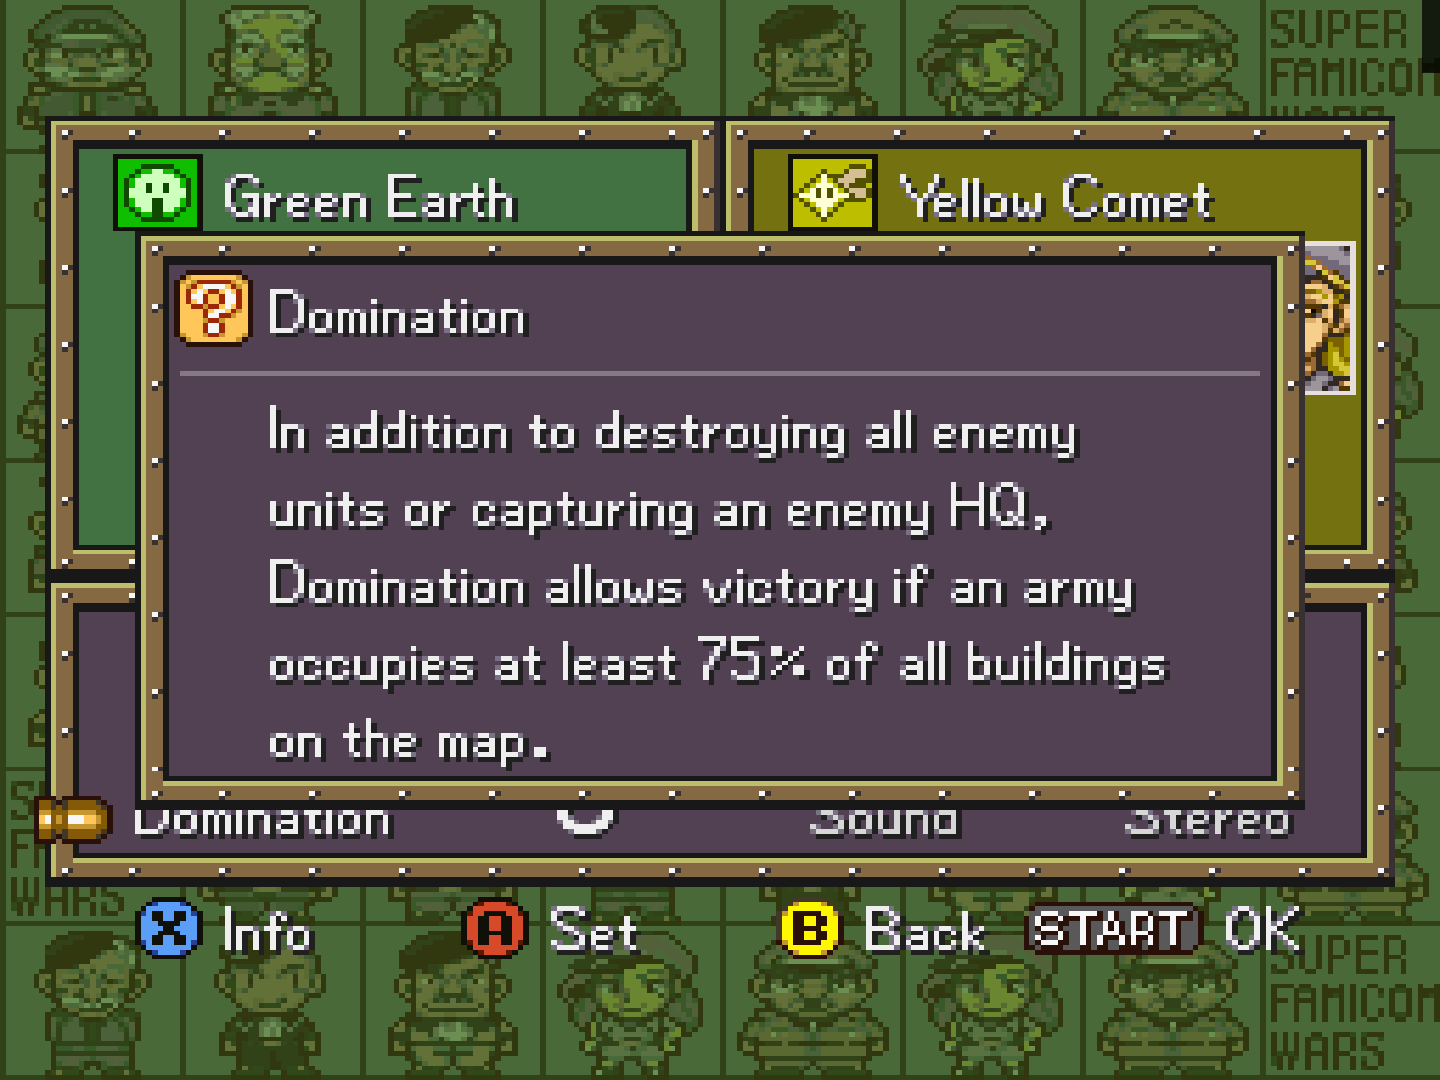 SUPER
FAMICOM
WARS
Green Earth
Yellow Comet
Domination
In addition to destroying all enemy
units or capturing an enemy HQ,
Domination allows victory if an army
occupies at least 75% of all buildings
on the map.
Domination Sound Stereo
WARS
X Info A Set B Back START OK
SUPER
FAMICOM
WARS